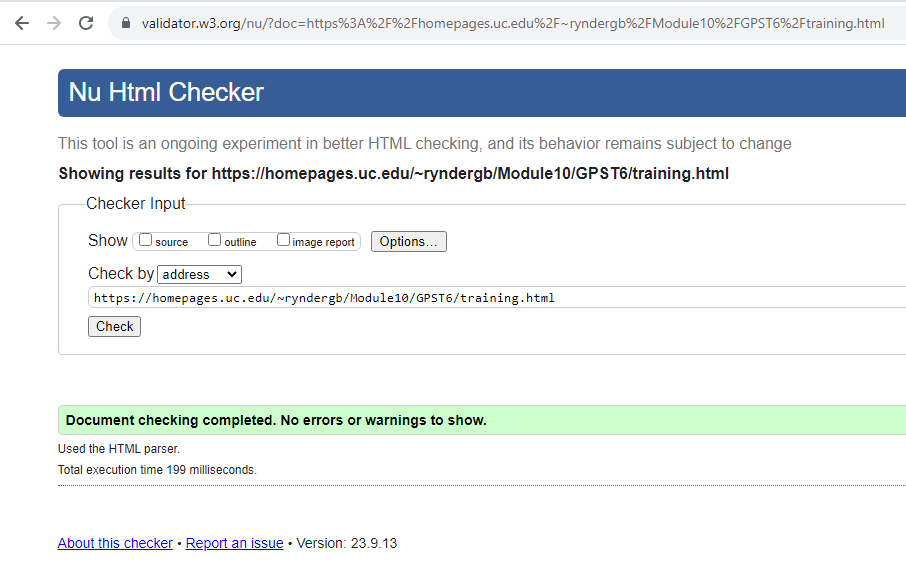 validator.w3.org/nu/?doc=https%3A%2F%2Fhomepages.uc.edu%2F~ryndergb%2FModule10%2FGPST6%2Ftraining.html
Nu Html Checker
This tool is an ongoing experiment in better HTML checking, and its behavior remains subject to change
Showing results for https://homepages.uc.edu/~ryndergb/Module10/GPST6/training.html
Checker Input
Show source outline image report Options...
Check by address
https://homepages.uc.edu/~ryndergb/Module10/GPST6/training.html
Check
Document checking completed. No errors or warnings to show.
Used the HTML parser.
Total execution time 199 milliseconds.
About this checker • Report an issue • Version: 23.9.13